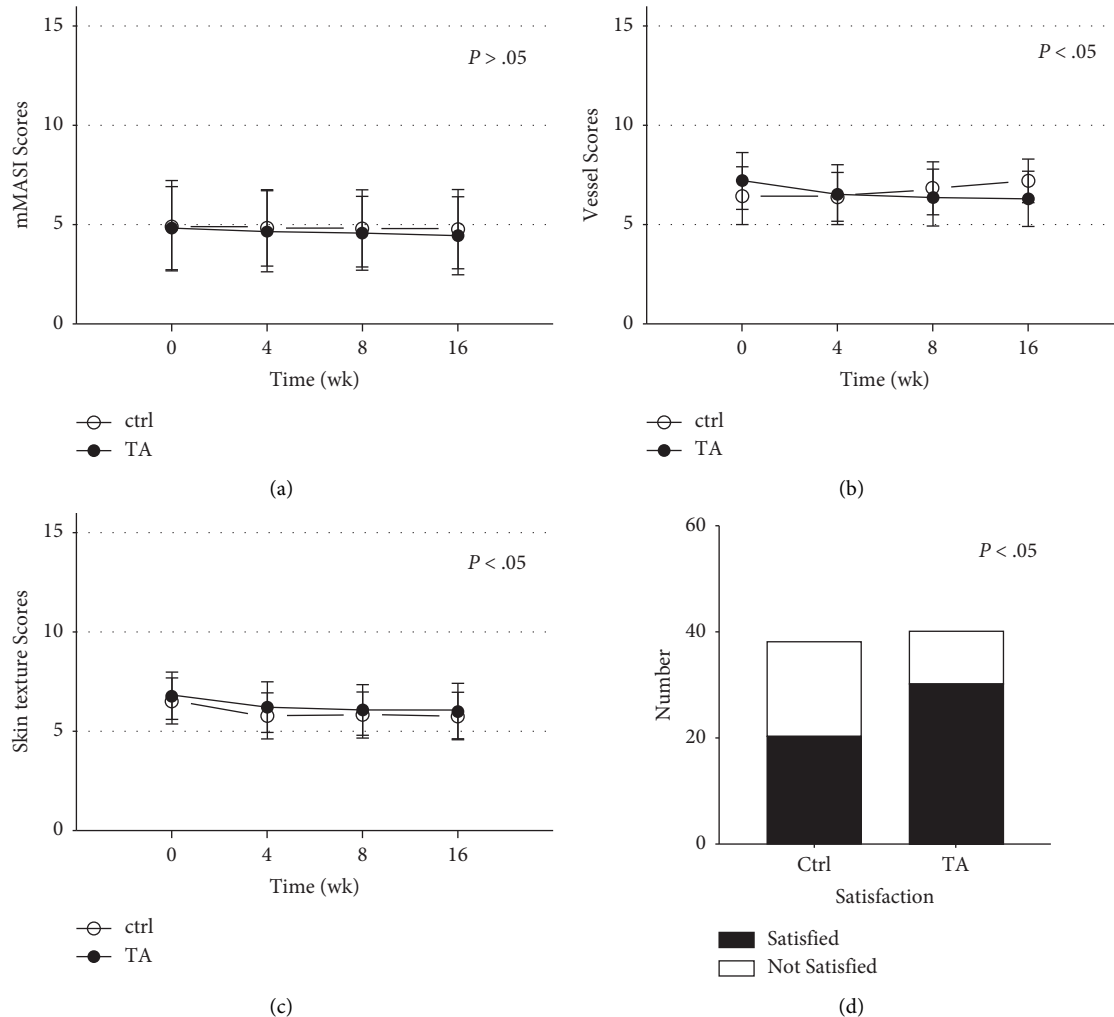 15
10
5
0
mMASI Scores
P > .05
0 4 8 16
Time (wk)
ctrl
TA
(a)
15
10
5
0
Vessel Scores
P < .05
0 4 8 16
Time (wk)
ctrl
TA
(b)
15
10
5
0
Skin texture Scores
P < .05
0 4 8 16
Time (wk)
ctrl
TA
(c)
60
40
20
0
Number
P < .05
Ctrl TA
Satisfaction
Satisfied
Not Satisfied
(d)